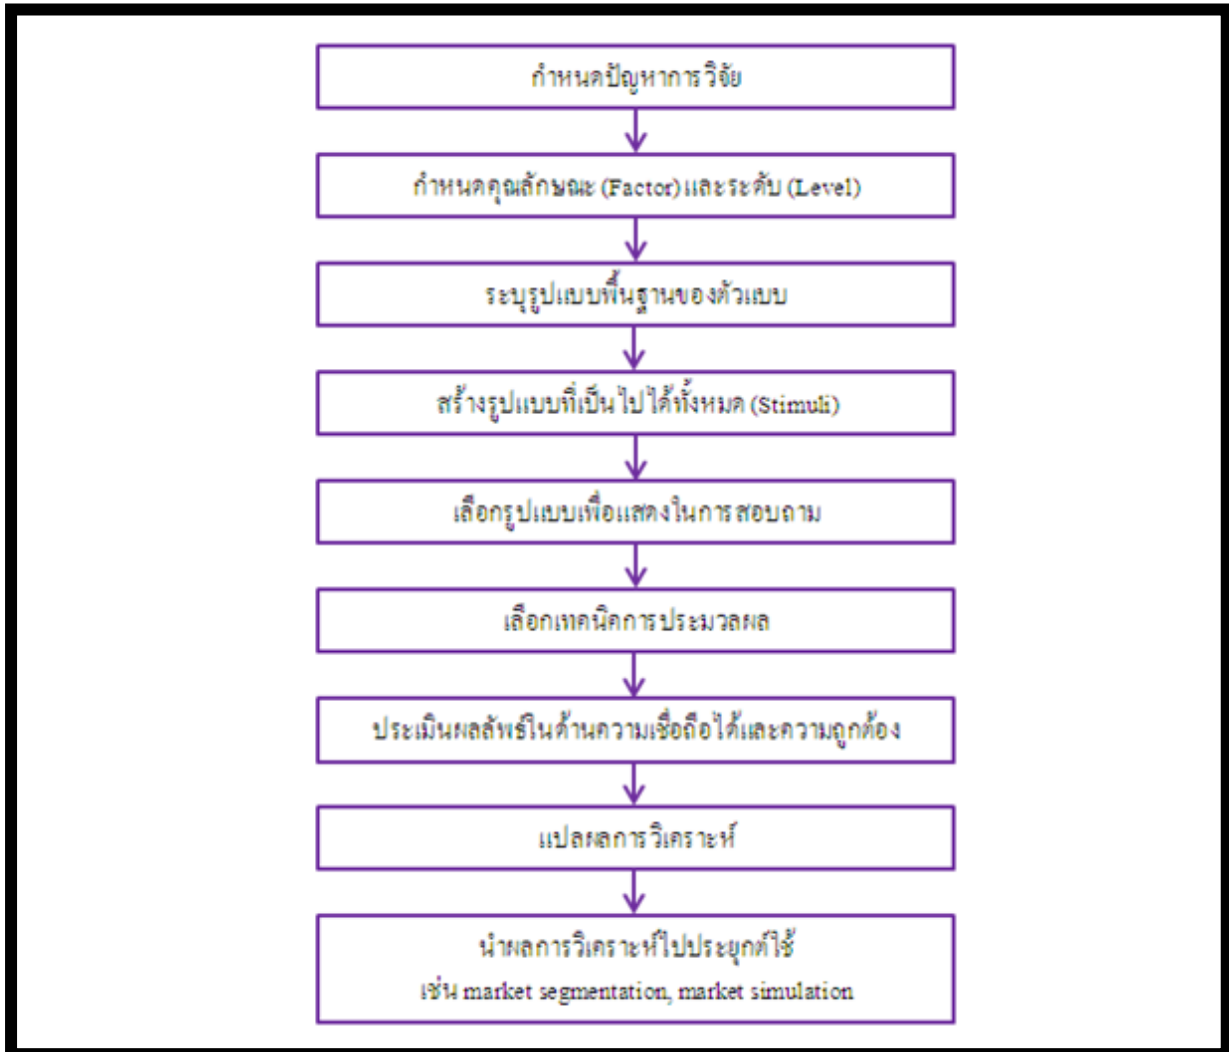 กำหนดปัญหาการวิจัย
กำหนดคุณลักษณะ (Factor) และระดับ (Level)
ระบุรูปแบบพื้นฐานของตัวแบบ
สร้างรูปแบบที่เป็นไปได้ทั้งหมด (Stimuli)
เลือกรูปแบบเพื่อแสดงในการสอบถาม
เลือกเทคนิคการประมวลผล
ประเมินผลลัพธ์ในด้านความเชื่อถือได้และความถูกต้อง
แปลผลการวิเคราะห์
นำผลการวิเคราะห์ไปประยุกต์ใช้
เช่น market segmentation, market simulation